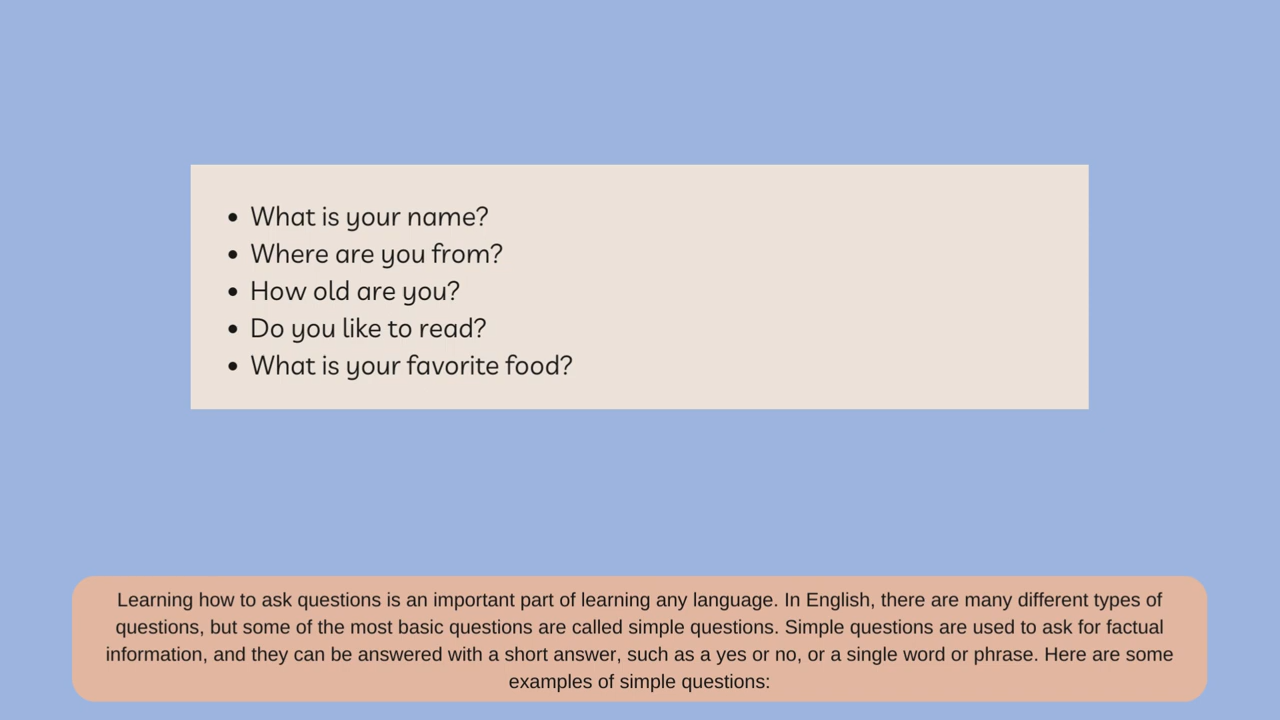 • What is your name?
• Where are you from?
• How old are you?
• Do you like to read?
• What is your favorite food?
Learning how to ask questions is an important part of learning any language. In English, there are many different types of
questions, but some of the most basic questions are called simple questions. Simple questions are used to ask for factual
information, and they can be answered with a short answer, such as a yes or no, or a single word or phrase. Here are some
examples of simple questions: